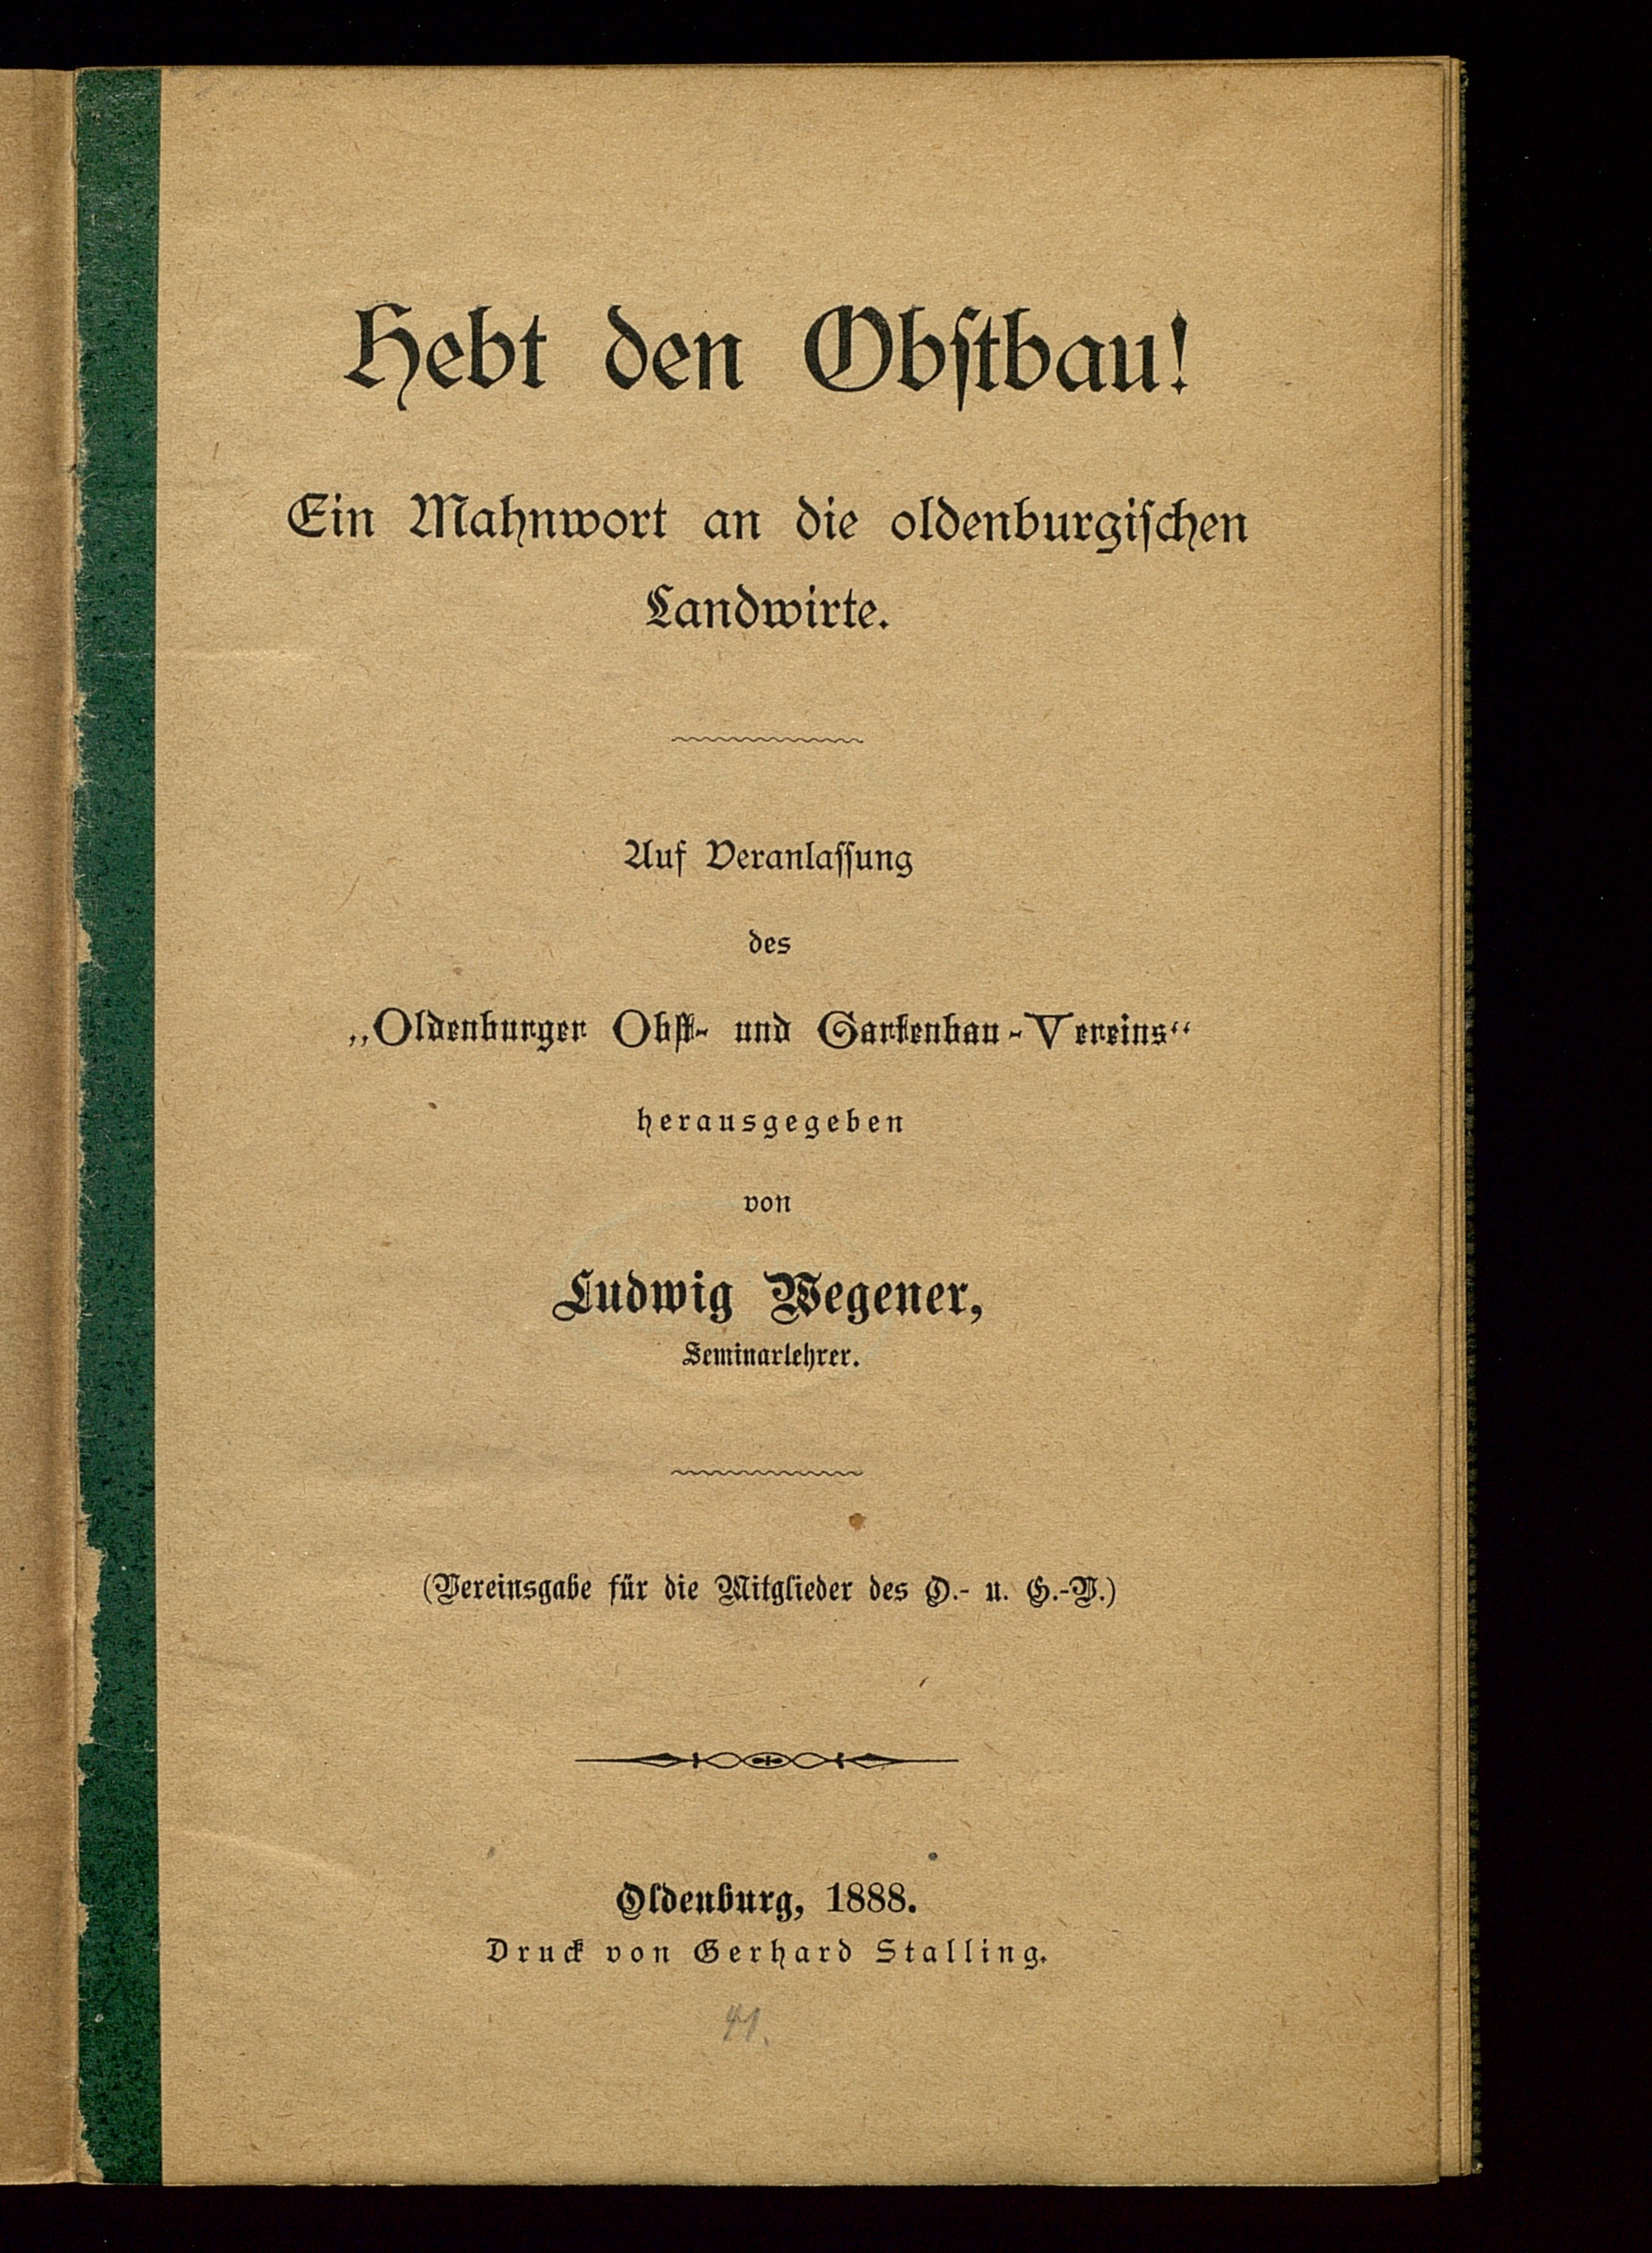 Hebt den Obſtbau!
Ein Mahnwort an die oldenburgiſchen
Landwirte.
Auf Veranlaſſung
des
„Oldenburger Obſt- und Gartenbau-Vereins“
herausgegeben
von
Ludwig Wegener,
Seminarlehrer.
(Vereinsgabe für die Mitglieder des O.- u. G.-V.)
Oldenburg, 1888.
Druck von Gerhard Stalling.